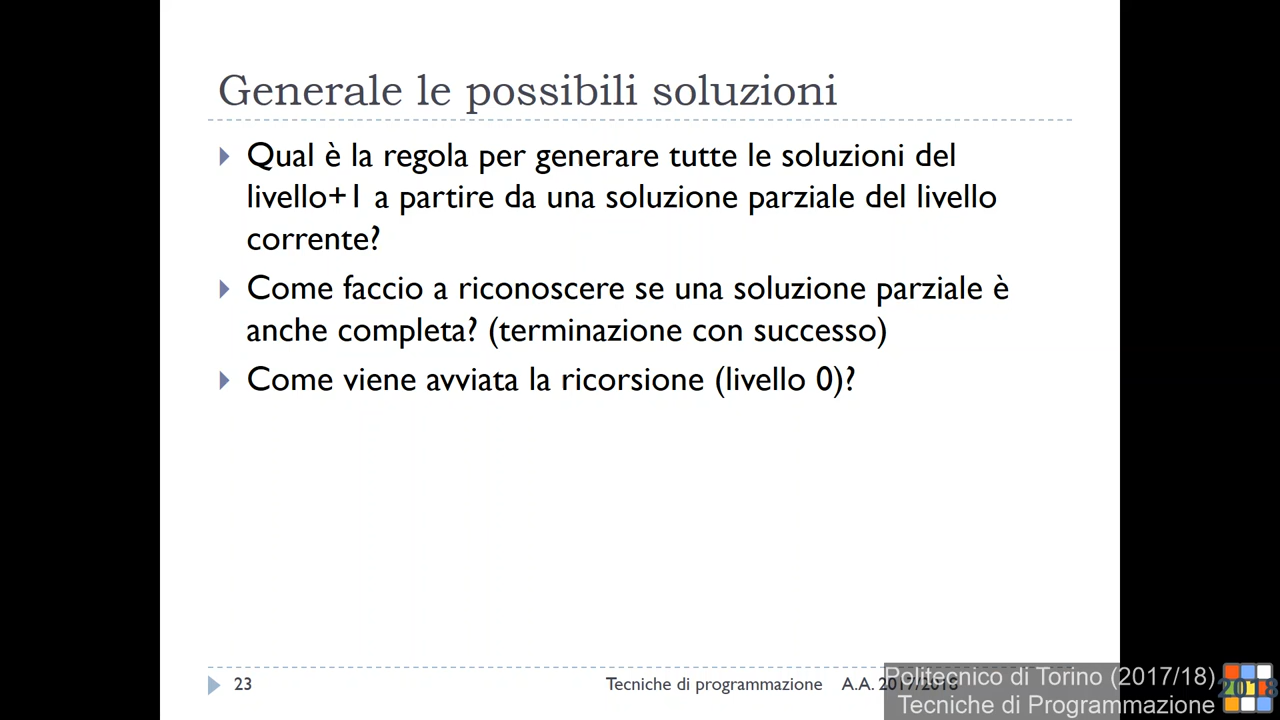 Generale le possibili soluzioni
Qual è la regola per generare tutte le soluzioni del
livello+1 a partire da una soluzione parziale del livello
corrente?
Come faccio a riconoscere se una soluzione parziale è
anche completa? (terminazione con successo)
Come viene avviata la ricorsione (livello 0)?
23
Tecniche di programmazione A.A. 2017/2018
Politecnico di Torino (2017/18)
Tecniche di Programmazione
2018